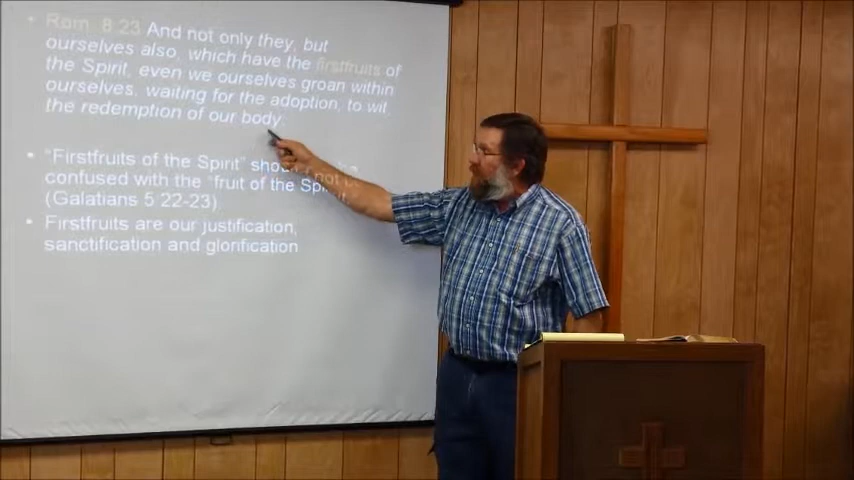 • Rom 8:23 And not only they, but
ourselves also, which have the firstfruits of
the Spirit, even we ourselves groan within
ourselves, waiting for the adoption, to wit,
the redemption of our body.
• "Firstfruits of the Spirit" not
confused with the "fruit of the
(Galatians 5:22-23)
• Firstfruits are our justification,
sanctification and glorification